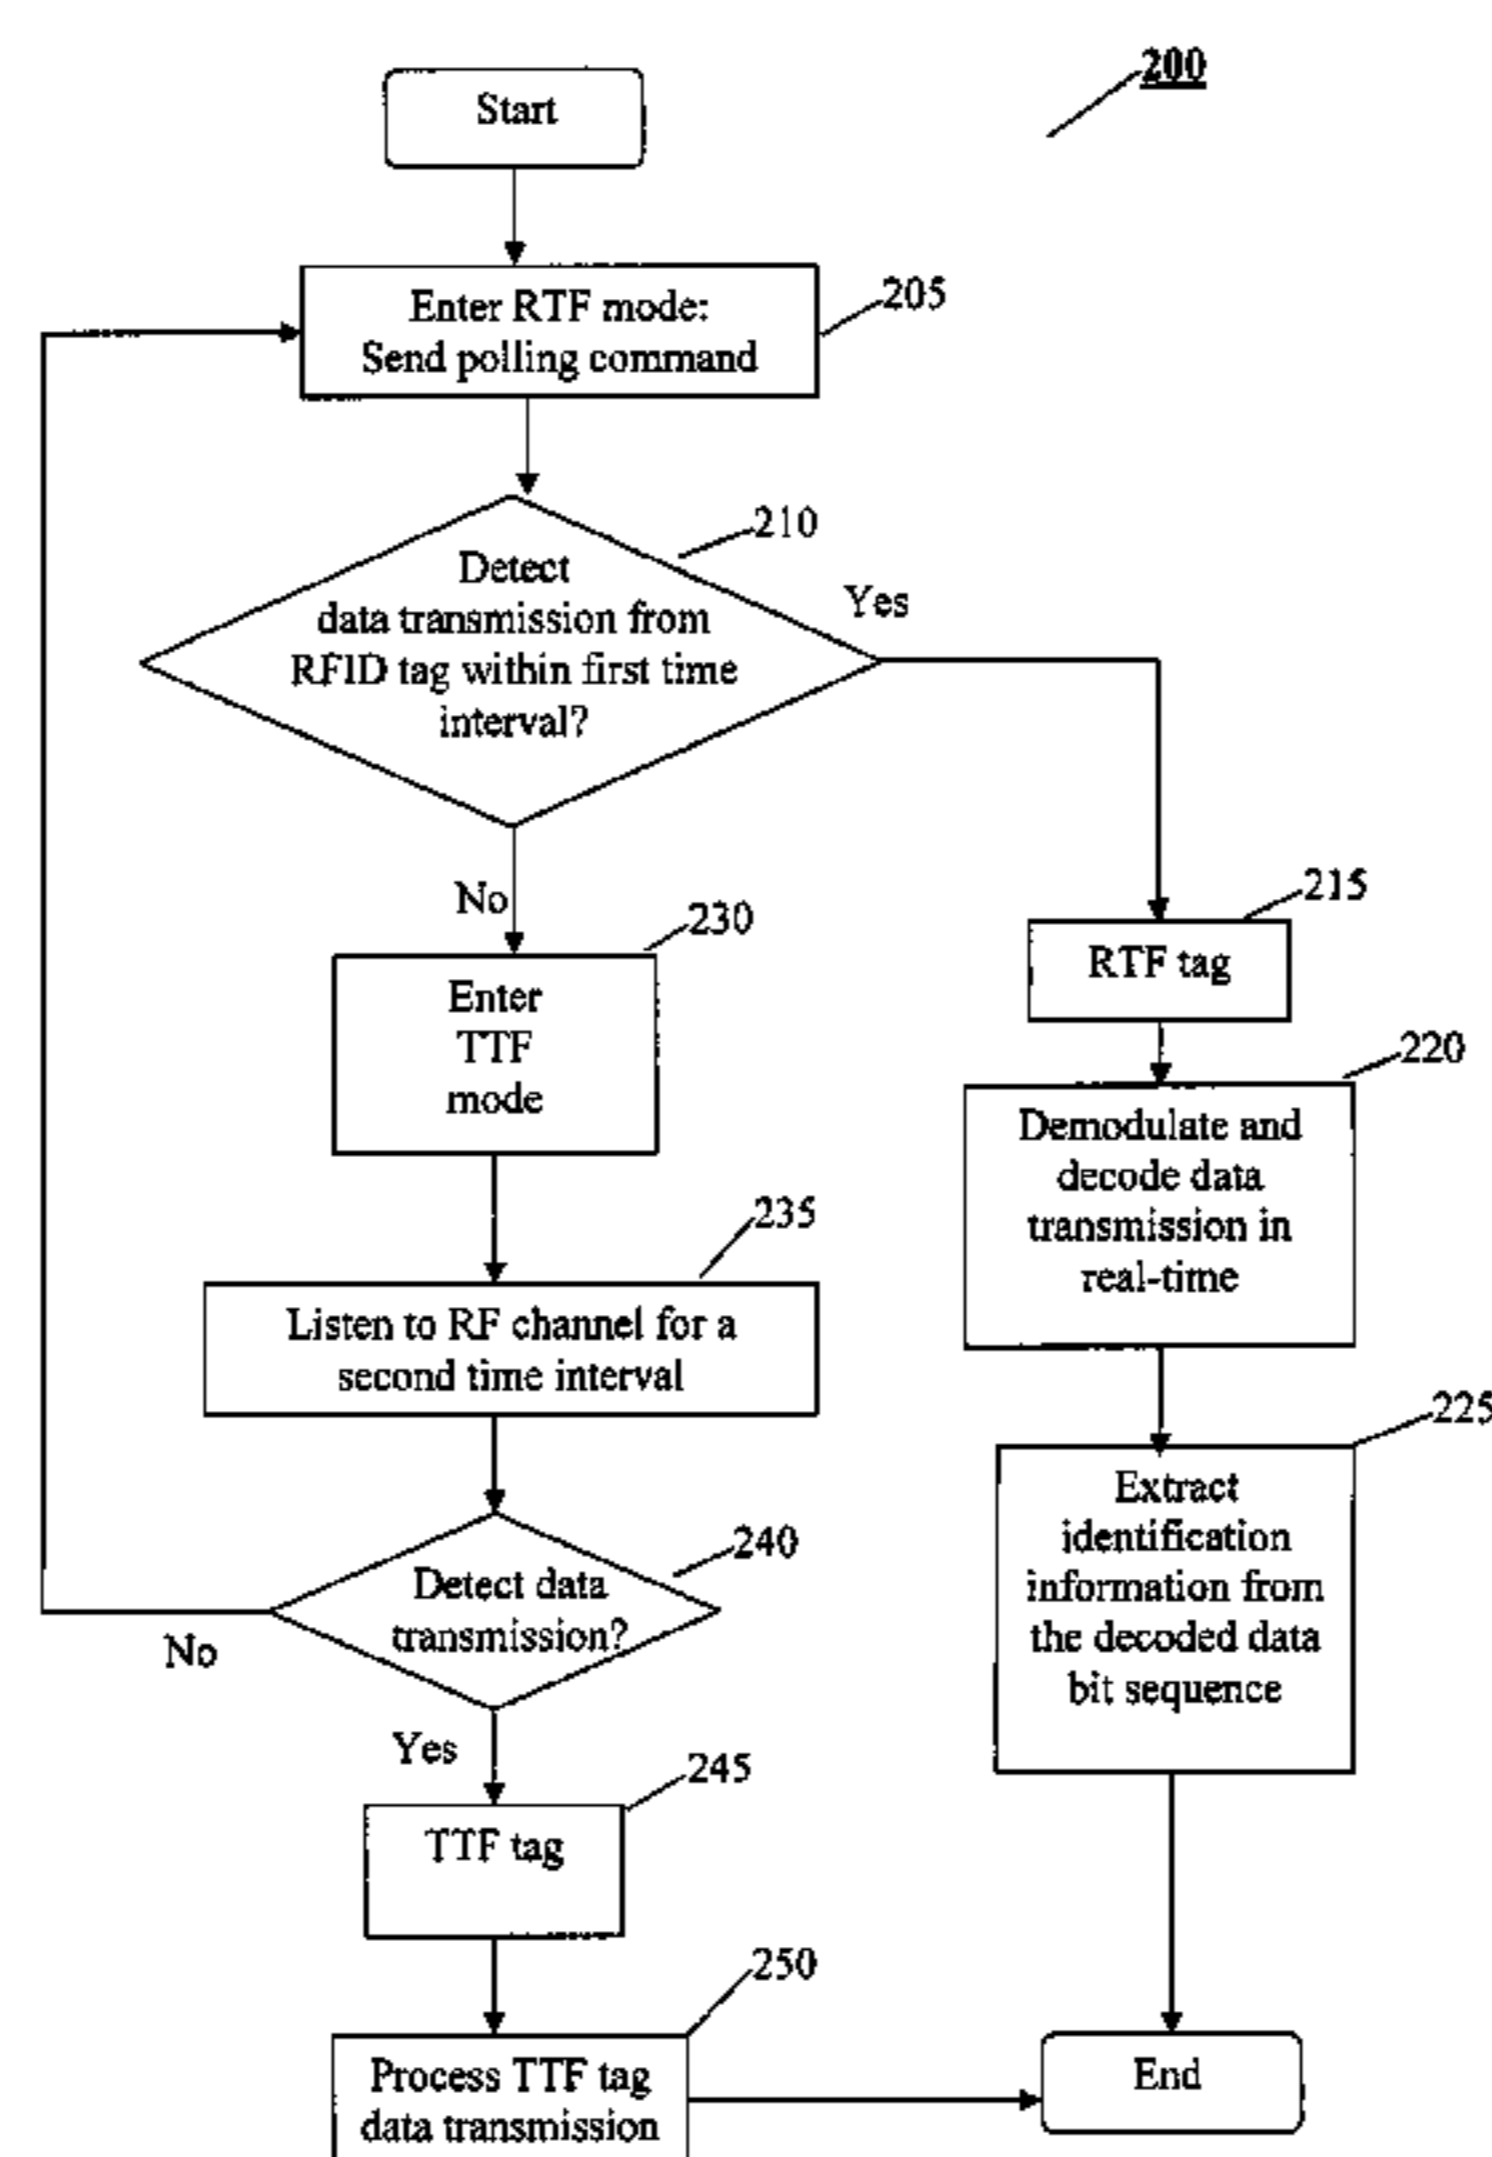 200
Start
Enter RTF mode:
Send polling command
205
Detect
data transmission from
RFID tag within first time
interval?
210
Yes
No
215
RTF tag
230
Enter
TTF
mode
220
Demodulate and
decode data
transmission in
real-time
235
Listen to RF channel for a
second time interval
225
Extract
identification
information from
the decoded data
bit sequence
240
Detect data
transmission?
No
Yes
245
TTF tag
250
Process TTF tag
data transmission
End